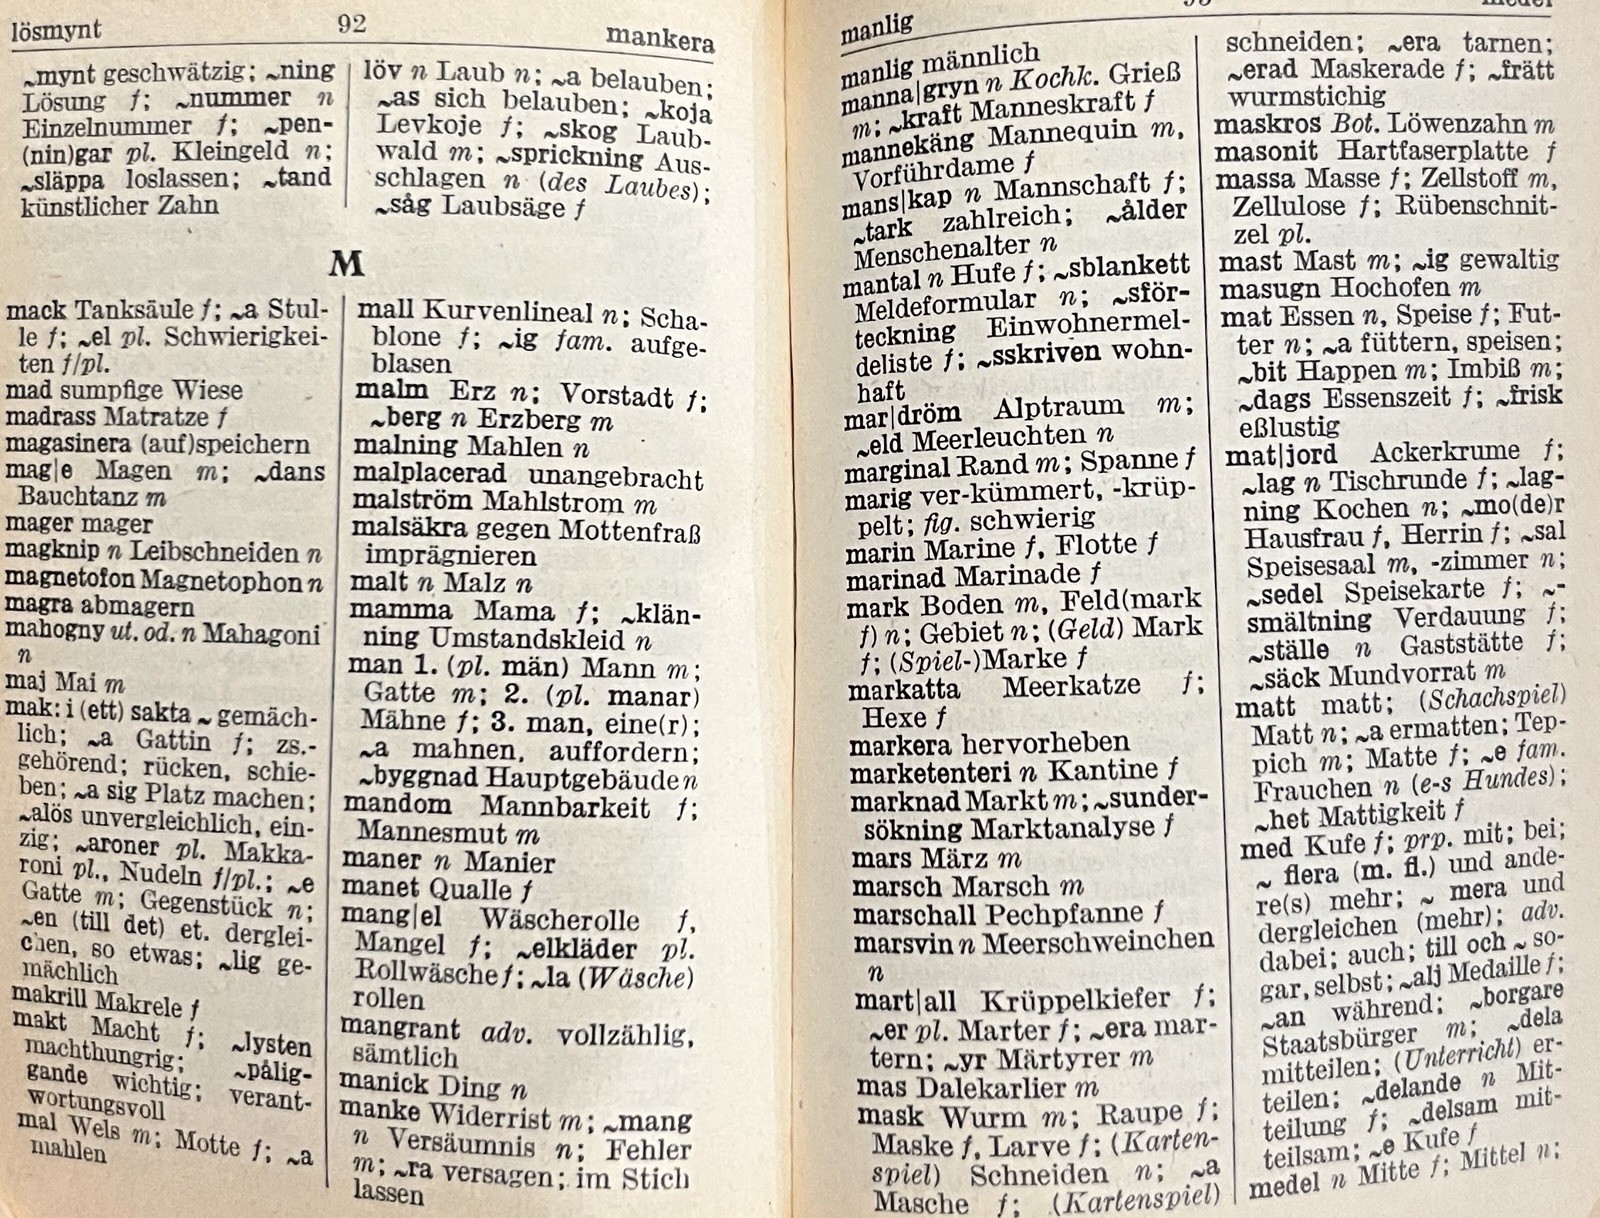 lösmynt
92
mankera
~mynt geschwätzig; ~ning
Lösung f; ~nummer n
Einzelnummer f; ~pen-
(nin)gar pl. Kleingeld n;
~släppa loslassen; ~tand
künstlicher Zahn
löv n Laub n; ~a belauben;
~as sich belauben; ~koja
Levkoje f; ~skog Laub-
wald m; ~sprickning Aus-
schlagen n (des Laubes);
~såg Laubsäge f
M
mack Tanksäule f; ~a Stul-
le f; ~el pl. Schwierigkei-
ten f/pl.
mad sumpfige Wiese
madrass Matratze f
magasinera (auf)speichern
mag|e Magen m; ~dans
Bauchtanz m
mager mager
magknip n Leibschneiden n
magnetofon Magnetophon n
magra abmagern
mahogny ut. od. n Mahagoni
n
maj Mai m
mak: i (ett) sakta ~ gemäch-
lich; ~a Gattin f; zs.-
gehörend; rücken, schie-
ben; ~a sig Platz machen;
~alös unvergleichlich, ein-
zig; ~aroner pl. Makka-
roni pl., Nudeln f/pl.; ~e
Gatte m; Gegenstück n;
~en (till det) et. derglei-
chen, so etwas; ~lig ge-
mächlich
makrill Makrele f
makt Macht f; ~lysten
machthungrig; ~pålig-
gande wichtig; verant-
wortungsvoll
mal Wels m; Motte f; ~a
mahlen
mall Kurvenlineal n; Scha-
blone f; ~ig fam. aufge-
blasen
malm Erz n; Vorstadt f;
~berg n Erzberg m
malning Mahlen n
malplacerad unangebracht
malström Mahlstrom m
malsäkra gegen Mottenfraß
imprägnieren
malt n Malz n
mamma Mama f; ~klän-
ning Umstandskleid n
man 1. (pl. män) Mann m;
Gatte m; 2. (pl. manar)
Mähne f; 3. man, eine(r);
~a mahnen, auffordern;
~byggnad Hauptgebäude n
mandom Mannbarkeit f;
Mannesmut m
maner n Manier
manet Qualle f
mang|el Wäscherolle f,
Mangel f; ~elkläder pl.
Rollwäsche f; ~la (Wäsche)
rollen
mangrant adv. vollzählig,
sämtlich
manick Ding n
manke Widerrist m; ~mang
n Versäumnis n; Fehler
m; ~ra versagen; im Stich
lassen
manlig
manlig männlich
manna|gryn n Kochk. Grieß
m; ~kraft Manneskraft f
mannekäng Mannequin m,
Vorführdame f
mans|kap n Mannschaft f;
~tark zahlreich; ~ålder
Menschenalter n
mantal n Hufe f; ~sblankett
Meldeformular n; ~sför-
teckning Einwohnermel-
deliste f; ~sskriven wohn-
haft
mar|dröm Alptraum m;
~eld Meerleuchten n
marginal Rand m; Spanne f
marig ver-kümmert, -krüp-
pelt; fig. schwierig
marin Marine f, Flotte f
marinad Marinade f
mark Boden m, Feld(mark
f) n; Gebiet n; (Geld) Mark
f; (Spiel-)Marke f
markatta Meerkatze f;
Hexe f
markera hervorheben
marketenteri n Kantine f
marknad Markt m; ~sunder-
sökning Marktanalyse f
mars März m
marsch Marsch m
marschall Pechpfanne f
marsvin n Meerschweinchen
n
mart|all Krüppelkiefer f;
~er pl. Marter f; ~era mar-
tern; ~yr Märtyrer m
mas Dalekarlier m
mask Wurm m; Raupe f;
Maske f, Larve f; (Karten-
spiel) Schneiden n; ~a
Masche f; (Kartenspiel)
schneiden; ~era tarnen;
~erad Maskerade f; ~frätt
wurmstichig
maskros Bot. Löwenzahn m
masonit Hartfaserplatte f
massa Masse f; Zellstoff m,
Zellulose f; Rübenschnit-
zel pl.
mast Mast m; ~ig gewaltig
masugn Hochofen m
mat Essen n, Speise f; Fut-
ter n; ~a füttern, speisen;
~bit Happen m; Imbiß m;
~dags Essenszeit f; ~frisk
eßlustig
mat|jord Ackerkrume f;
~lag n Tischrunde f; ~lag-
ning Kochen n; ~mo(de)r
Hausfrau f, Herrin f; ~sal
Speisesaal m, -zimmer n;
~sedel Speisekarte f; ~-
smältning Verdauung f;
~ställe n Gaststätte f;
~säck Mundvorrat m
matt matt; (Schachspiel)
Matt n; ~a ermatten; Tep-
pich m; Matte f; ~e fam.
Frauchen n (e-s Hundes);
~het Mattigkeit f
med Kufe f; prp. mit; bei;
~ flera (m. fl.) und ande-
re(s) mehr; ~ mera und
dergleichen (mehr); adv.
dabei; auch; till och ~ so-
gar, selbst; ~alj Medaille f;
~an während; ~borgare
Staatsbürger m; ~dela
mitteilen; (Unterricht) er-
teilen; ~delande n Mit-
teilung f; ~delsam mit-
teilsam; ~e Kufe f
medel n Mitte f; Mittel n;